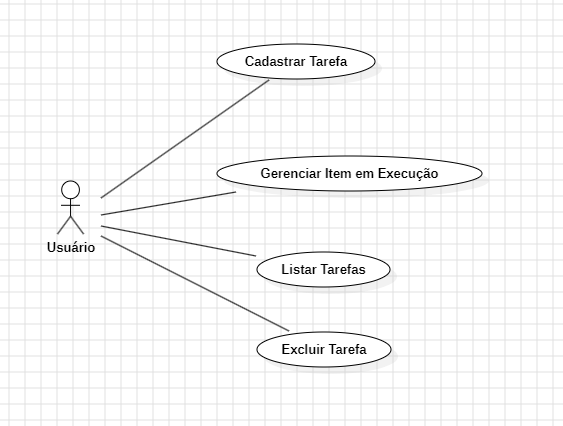 Cadastrar Tarefa
Gerenciar Item em Execução
Usuário
Listar Tarefas
Excluir Tarefa